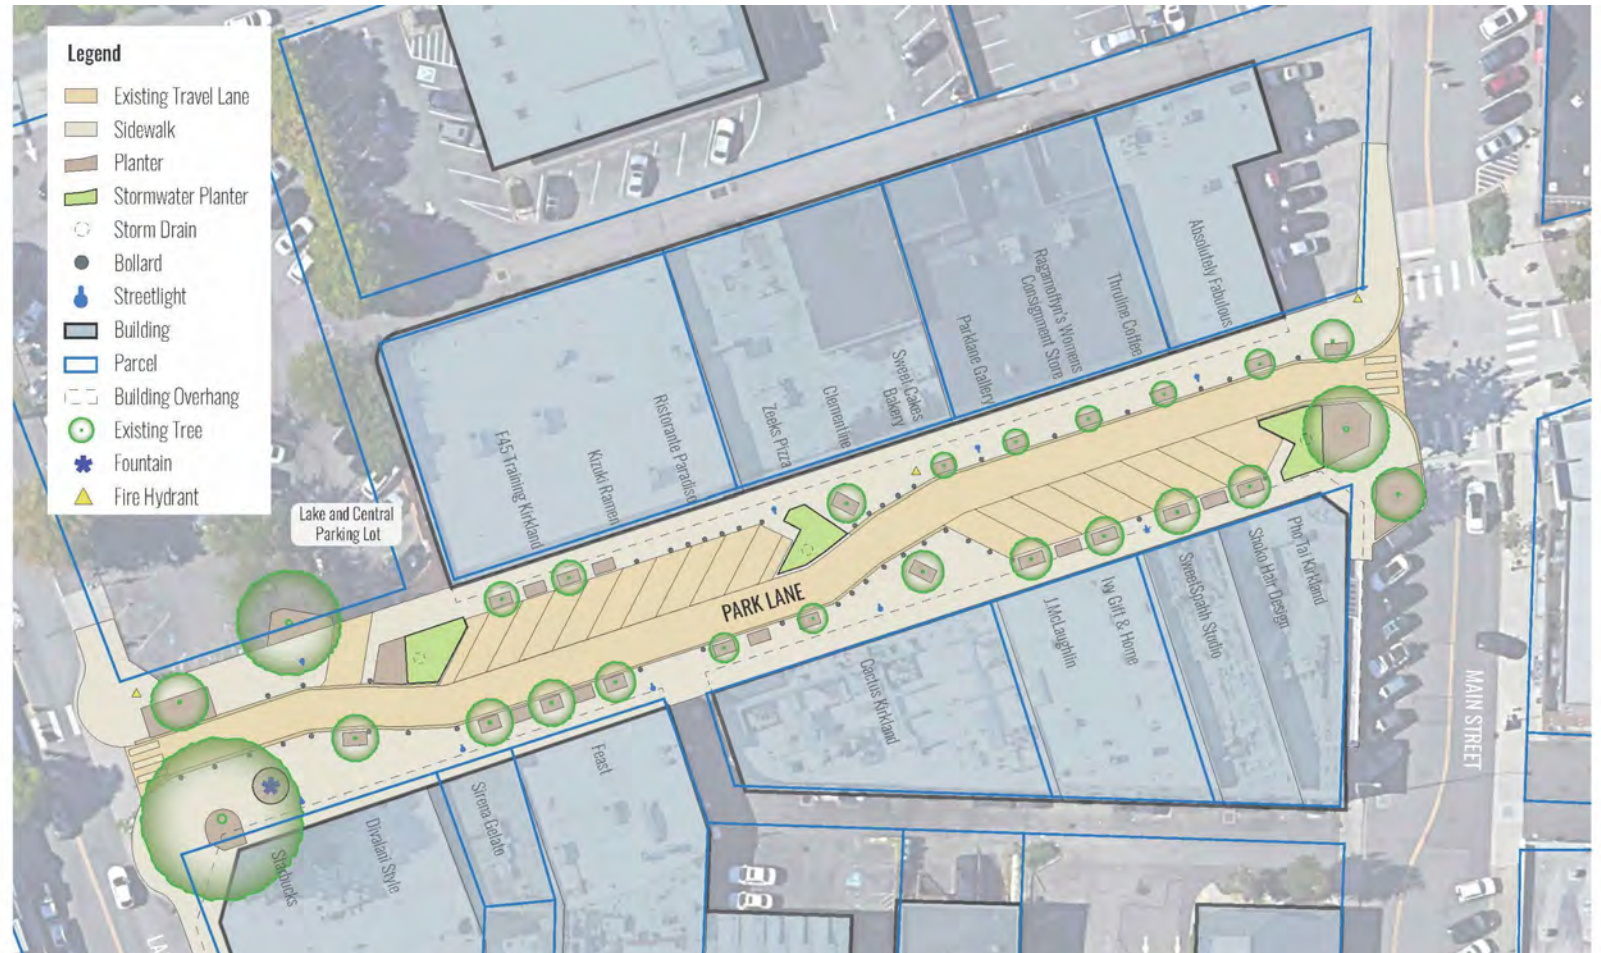 Legend
Existing Travel Lane
Sidewalk
Planter
Stormwater Planter
Storm Drain
Bollard
Streetlight
Building
Parcel
Building Overhang
Existing Tree
Fountain
Fire Hydrant
Lake and Central
Parking Lot
F45 Training Kirkland
Kizuki Ramen
Ristorante Paradiso
Zeeks Pizza
Clementine
Sweet Cakes
Bakery
Parklane Gallery
Ragamoffyn's Womens
Consignment Store
Thruline Coffee
Absolutely Fabulous
PARK LANE
Starbucks
Divalani Style
Sirena Gelato
Feast
Cactus Kirkland
J.McLaughlin
Ivy Gift & Home
SweetSpahh Studio
Shoko Hair Design
Pho Tai Kirkland
MAIN STREET